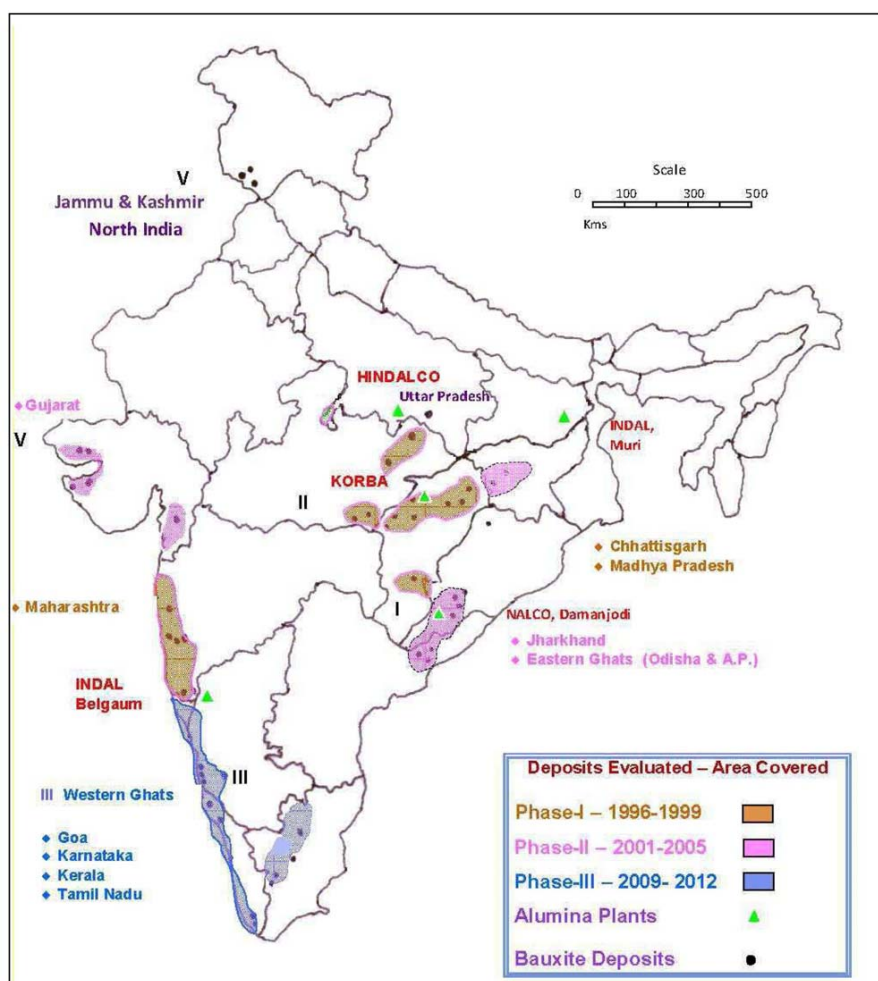 V
Jammu & Kashmir
North India
Scale
0 100 200 300 500
Kms
HINDALCO
Uttar Pradesh
Gujarat
V
INDAL,
Muri
KORBA
II
Chhattisgarh
Madhya Pradesh
Maharashtra
I
NALCO, Damanjodi
Jharkhand
Eastern Ghats (Odisha & A.P.)
INDAL
Belgaum
III
III Western Ghats
Goa
Karnataka
Kerala
Tamil Nadu
Deposits Evaluated – Area Covered
Phase-I – 1996-1999
Phase-II – 2001-2005
Phase-III – 2009- 2012
Alumina Plants
Bauxite Deposits